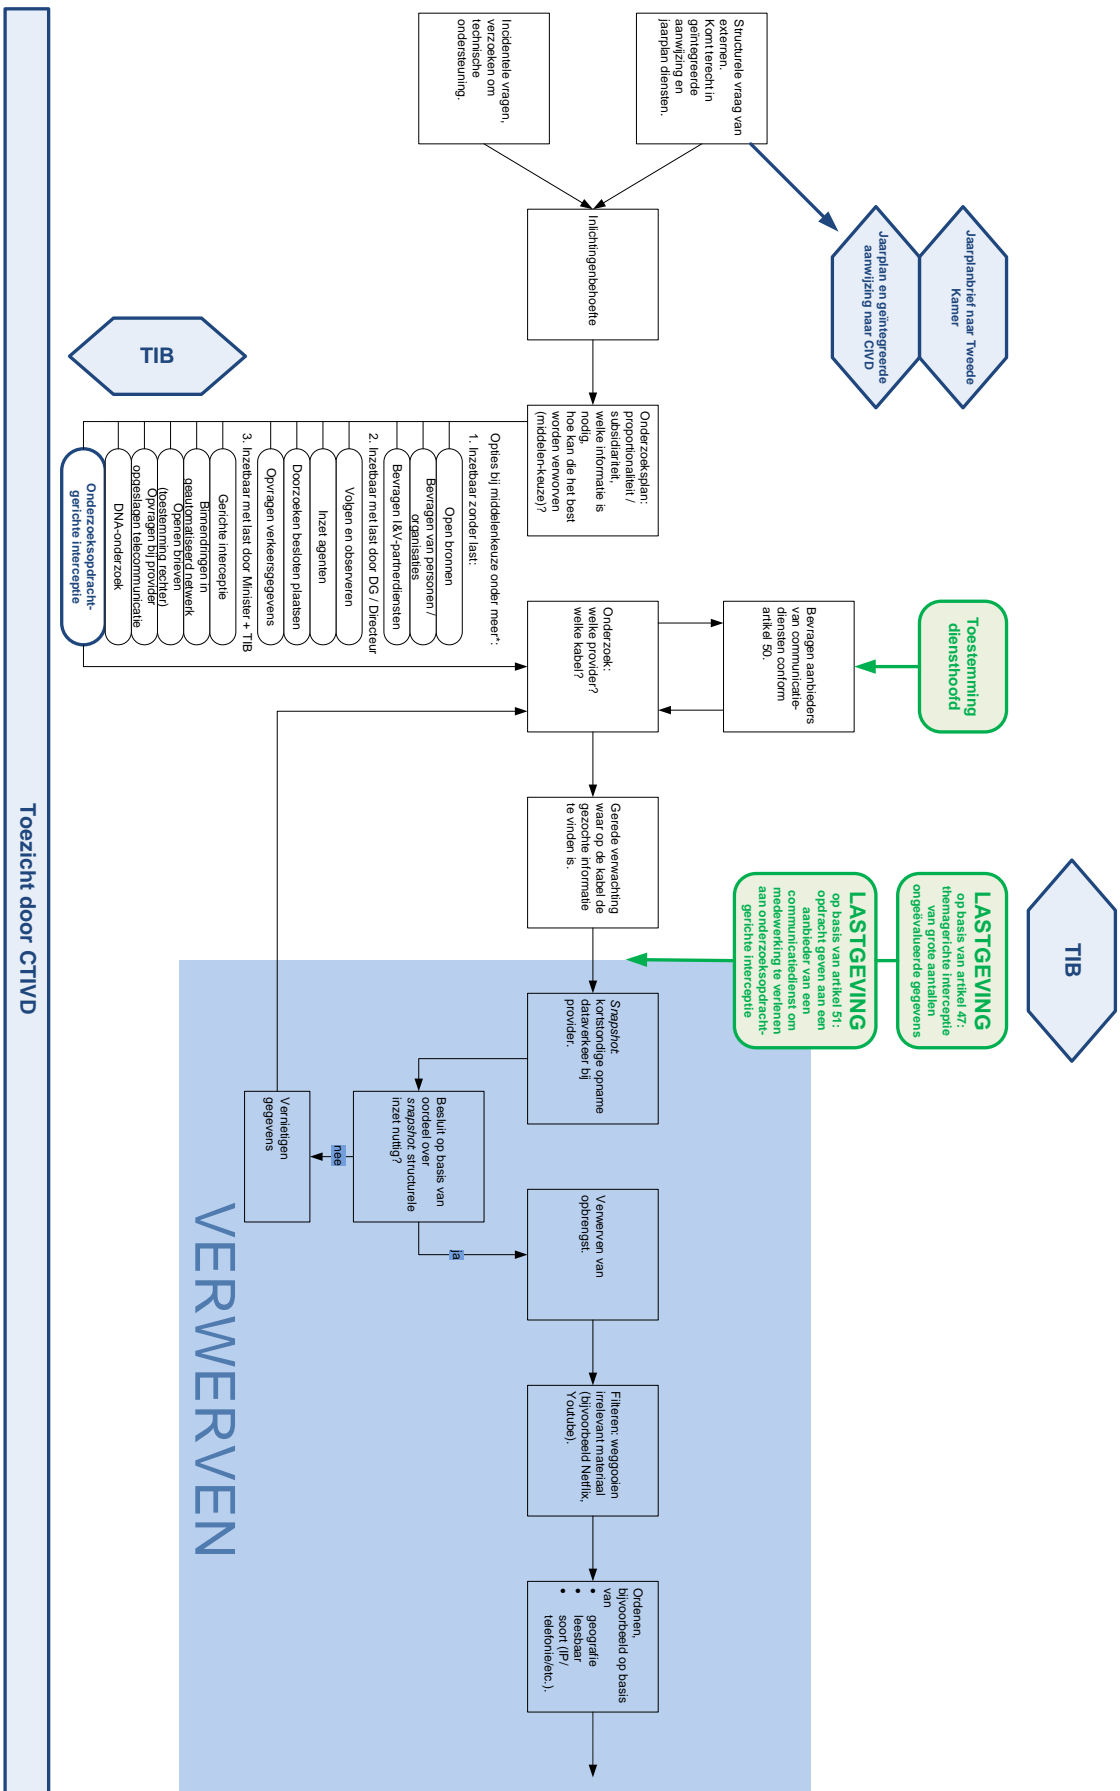 Structurele vraag van
externen.
Komt terecht in
geïntegreerde
aanwijzing en
jaarplan diensten.
Incidentele vragen,
verzoeken om
technische
ondersteuning.
Jaarplanbrief naar Tweede
Kamer
Jaarplan en geïntegreerde
aanwijzing naar CIVD
Inlichtingenbehoefte
TIB
Onderzoeksplan:
proportionaliteit /
subsidiariteit,
welke informatie is
nodig,
hoe kan die het best
worden verworven
(middelen-keuze)?
Opties bij middelenkeuze onder meer*:
1. Inzetbaar zonder last:
Open bronnen
Bevragen van personen /
organisaties
Bevragen I&V-partnerdiensten
2. Inzetbaar met last door DG / Directeur
Volgen en observeren
Inzet agenten
Doorzoeken besloten plaatsen
Opvragen verkeersgegevens
3. Inzetbaar met last door Minister + TIB
Gerichte interceptie
Binnendringen in
geautomatiseerd netwerk
Openen brieven
(toestemming rechter)
Opvragen bij provider
opgeslagen telecommunicatie
DNA-onderzoek
Onderzoeksopdracht-
gerichte interceptie
Toestemming
diensthoofd
Bevragen aanbieders
van communicatie-
diensten conform
artikel 50.
Onderzoek:
welke provider?
welke kabel?
Gerede verwachting
waar op de kabel de
gezochte informatie
te vinden is.
TIB
LASTGEVING
op basis van artikel 47:
themagerichte interceptie
van grote aantallen
ongeëvalueerde gegevens
LASTGEVING
op basis van artikel 51:
opdracht geven aan een
aanbieder van een
communicatiedienst om
medewerking te verlenen
aan onderzoeksopdracht-
gerichte interceptie
Snapshot:
kortstondige opname
dataverkeer bij
provider.
Besluit op basis van
oordeel over
snapshot: structurele
inzet nuttig?
nee
ja
Vernietigen
gegevens
Verwerven van
opbrengst.
Filteren: weggooien
irrelevant materiaal
(bijvoorbeeld Netflix,
Youtube).
Ordenen,
bijvoorbeeld op basis
van
• geografie
• leesbaar
• soort (IP/
telefonie/etc.).
VERWERVEN
Toezicht door CTIVD